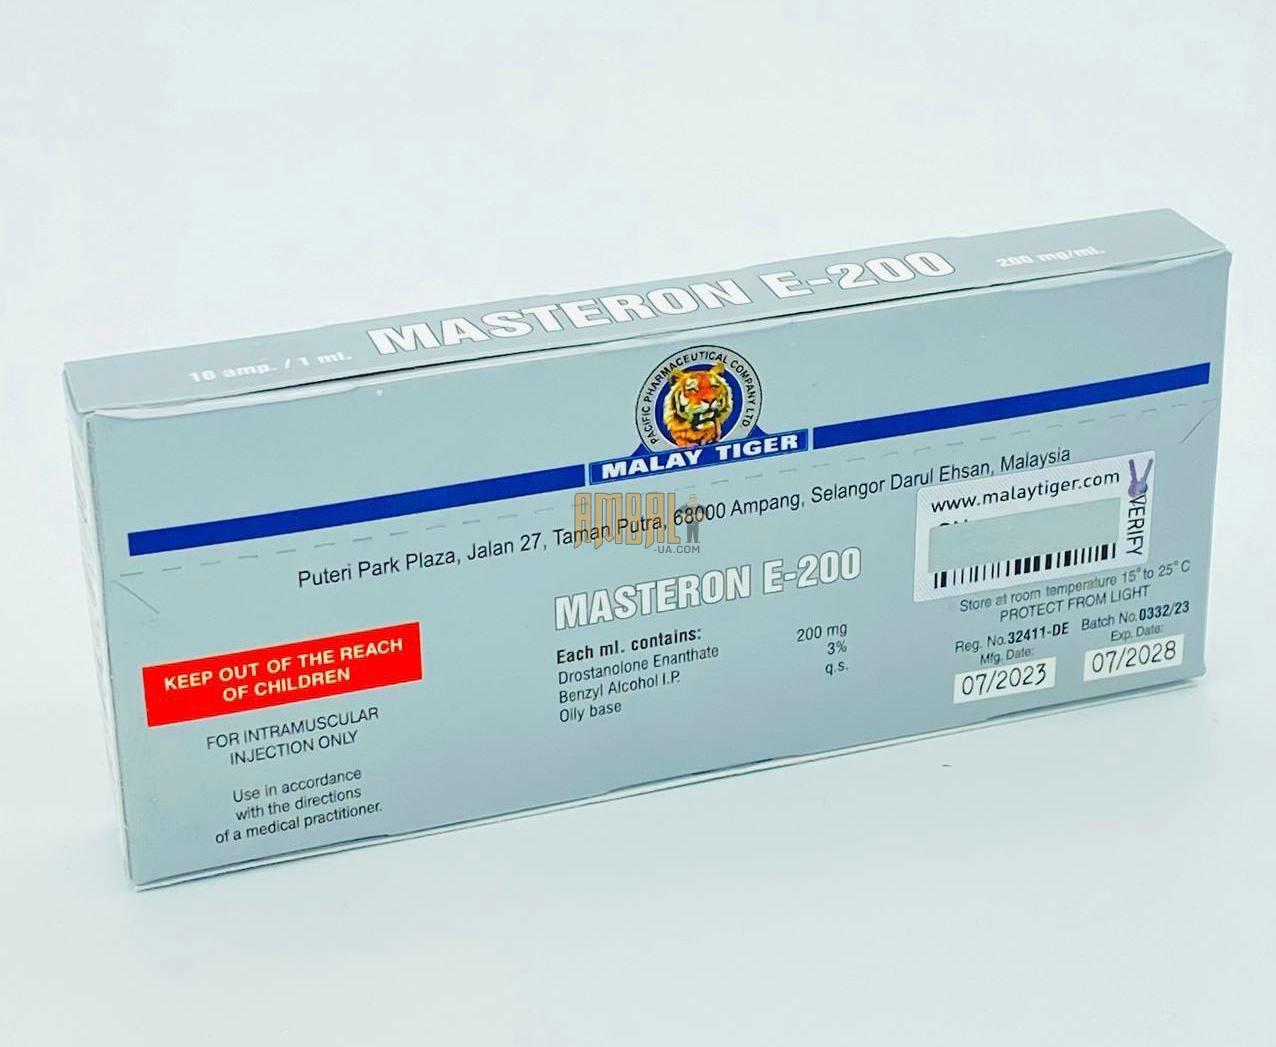 10 amp. / 1 ml.
MASTERON E-200
200 mg/ml.
PACIFIC PHARMACEUTICAL COMPANY LTD
MALAY TIGER
Puteri Park Plaza, Jalan 27, Taman Putra, 68000 Ampang, Selangor Darul Ehsan, Malaysia
AMBAL
-UA.COM
www.malaytiger.com
VERIFY
MASTERON E-200
Each ml. contains:
Drostanolone Enanthate 200 mg
Benzyl Alcohol I.P. 3%
Oily base q.s.
KEEP OUT OF THE REACH
OF CHILDREN
FOR INTRAMUSCULAR
INJECTION ONLY
Use in accordance
with the directions
of a medical practitioner.
Store at room temperature 15° to 25° C
PROTECT FROM LIGHT
Reg. No.32411-DE Batch No.0332/23
Mfg. Date: Exp. Date:
07/2023 07/2028